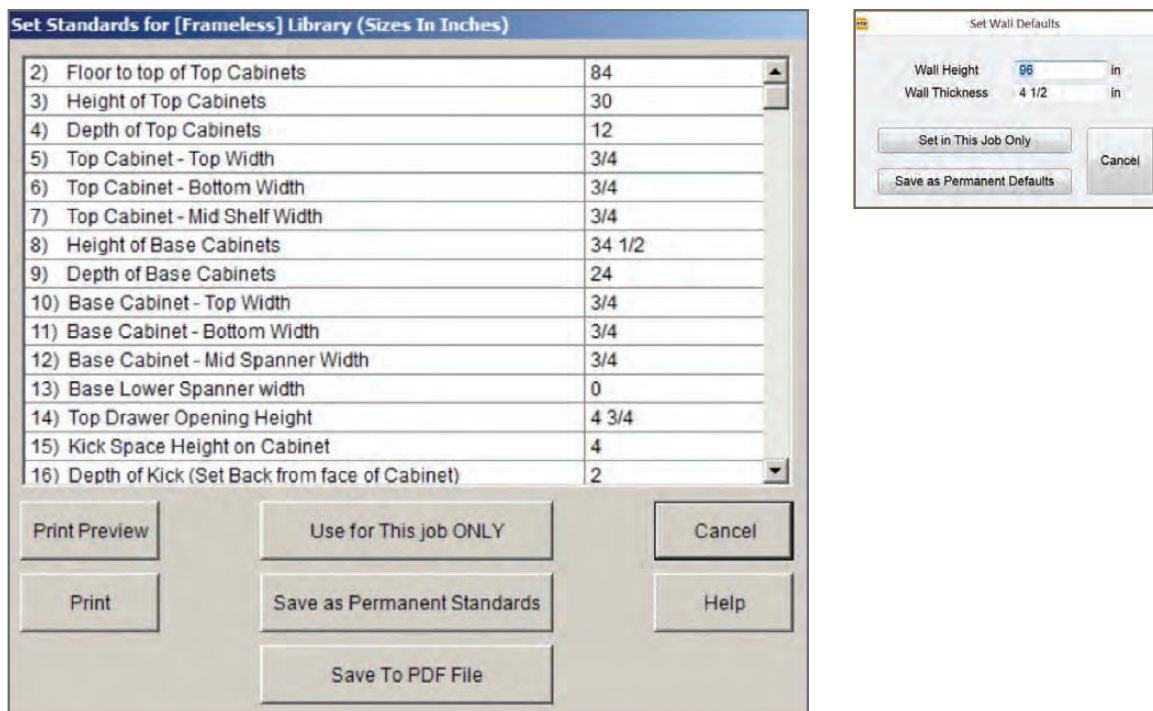 Set Standards for [Frameless] Library (Sizes In Inches)
2) Floor to top of Top Cabinets 84
3) Height of Top Cabinets 30
4) Depth of Top Cabinets 12
5) Top Cabinet - Top Width 3/4
6) Top Cabinet - Bottom Width 3/4
7) Top Cabinet - Mid Shelf Width 3/4
8) Height of Base Cabinets 34 1/2
9) Depth of Base Cabinets 24
10) Base Cabinet - Top Width 3/4
11) Base Cabinet - Bottom Width 3/4
12) Base Cabinet - Mid Spanner Width 3/4
13) Base Lower Spanner width 0
14) Top Drawer Opening Height 4 3/4
15) Kick Space Height on Cabinet 4
16) Depth of Kick (Set Back from face of Cabinet) 2
Print Preview Use for This job ONLY Cancel
Print Save as Permanent Standards Help
Save To PDF File
Set Wall Defaults
Wall Height 96 in
Wall Thickness 4 1/2 in
Set in This Job Only
Cancel
Save as Permanent Defaults